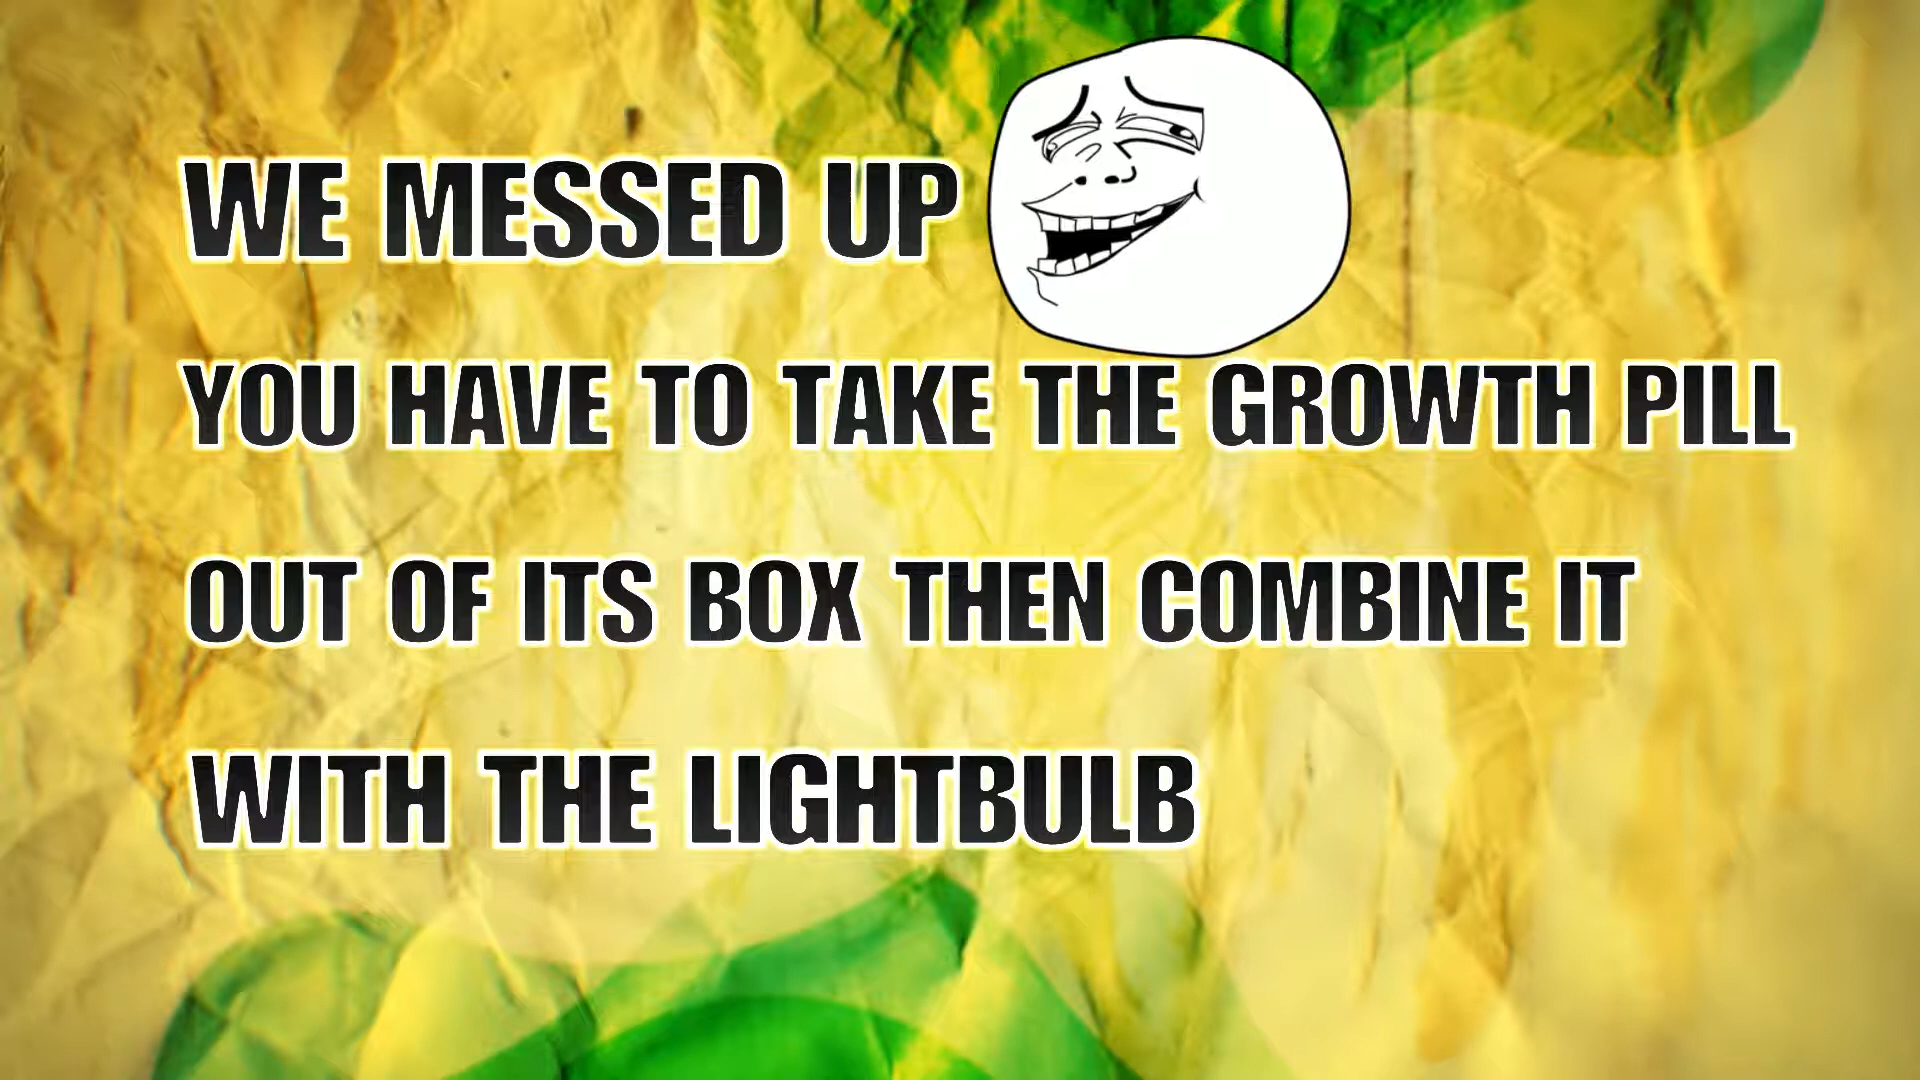 WE MESSED UP
YOU HAVE TO TAKE THE GROWTH PILL
OUT OF ITS BOX THEN COMBINE IT
WITH THE LIGHTBULB